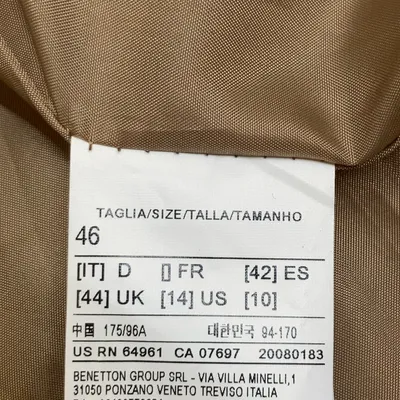 TAGLIA/SIZE/TALLA/TAMANHO
46
[IT] D [] FR [42] ES
[44] UK [14] US [10]
中国 175/96A 대한민국 94-170
US RN 64961 CA 07697 20080183
BENETTON GROUP SRL - VIA VILLA MINELLI,1
31050 PONZANO VENETO TREVISO ITALIA